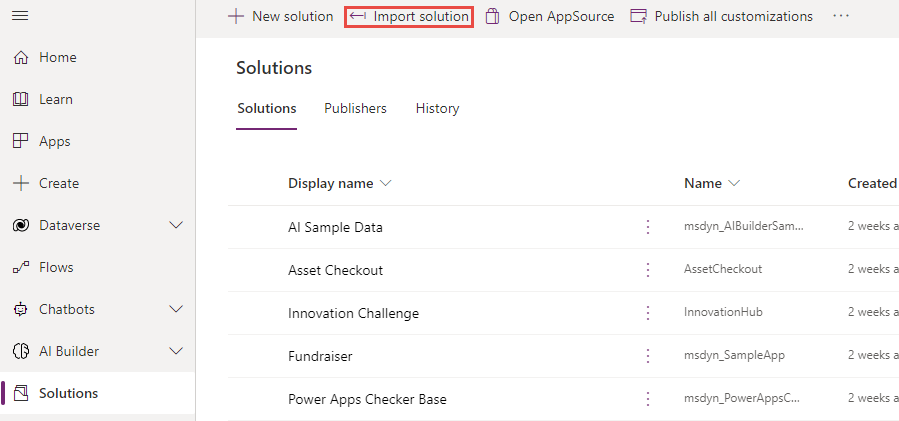 New solution Import solution Open AppSource Publish all customizations ...
Home
Learn
Apps
Create
Dataverse
Flows
Chatbots
AI Builder
Solutions
Solutions
Solutions Publishers History
Display name Name Created
AI Sample Data msdyn_AIBuilderSam... 2 weeks a
Asset Checkout AssetCheckout 2 weeks a
Innovation Challenge InnovationHub 2 weeks a
Fundraiser msdyn_SampleApp 2 weeks a
Power Apps Checker Base msdyn_PowerAppsC... 2 weeks a